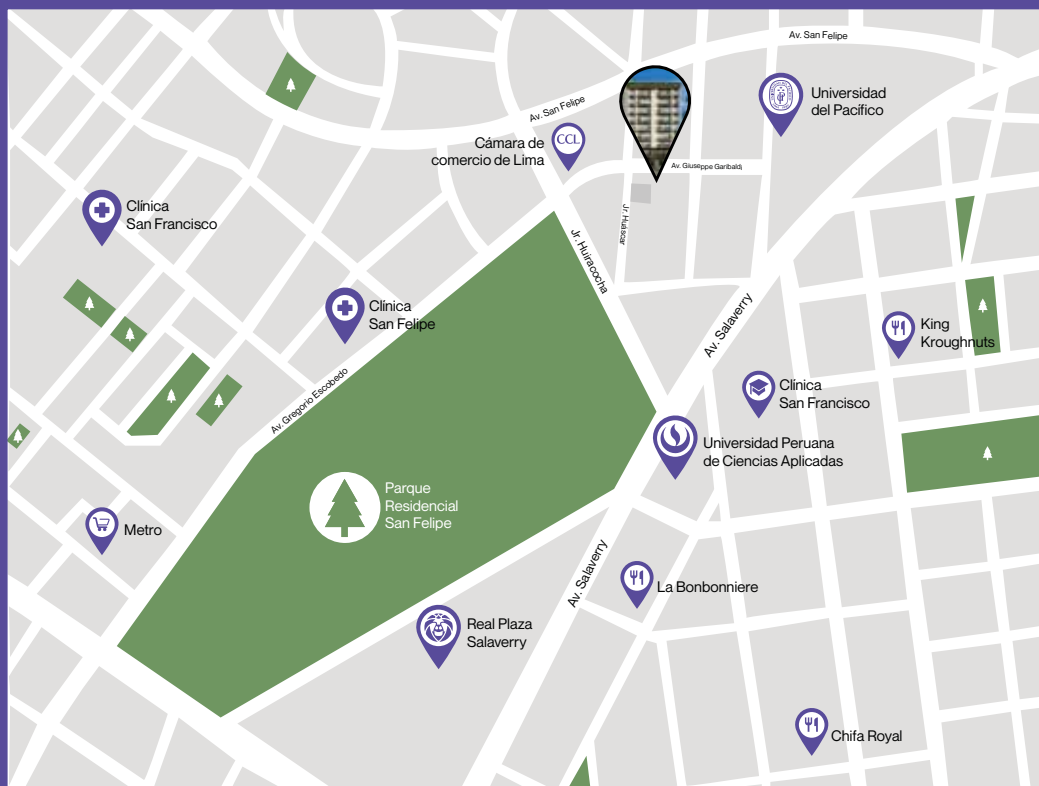 Av. San Felipe
Av. San Felipe
Universidad
del Pacífico
Cámara de
comercio de Lima
CCL
Av. Giuseppe Garibaldi
Clínica
San Francisco
Jr. Huáscar
Jr. Huiracocha
Clínica
San Felipe
Av. Salaverry
King
Kroughnuts
Av. Gregorio Escobedo
Clínica
San Francisco
Universidad Peruana
de Ciencias Aplicadas
Parque
Residencial
San Felipe
Metro
Av. Salaverry
La Bonbonniere
Real Plaza
Salaverry
Chifa Royal